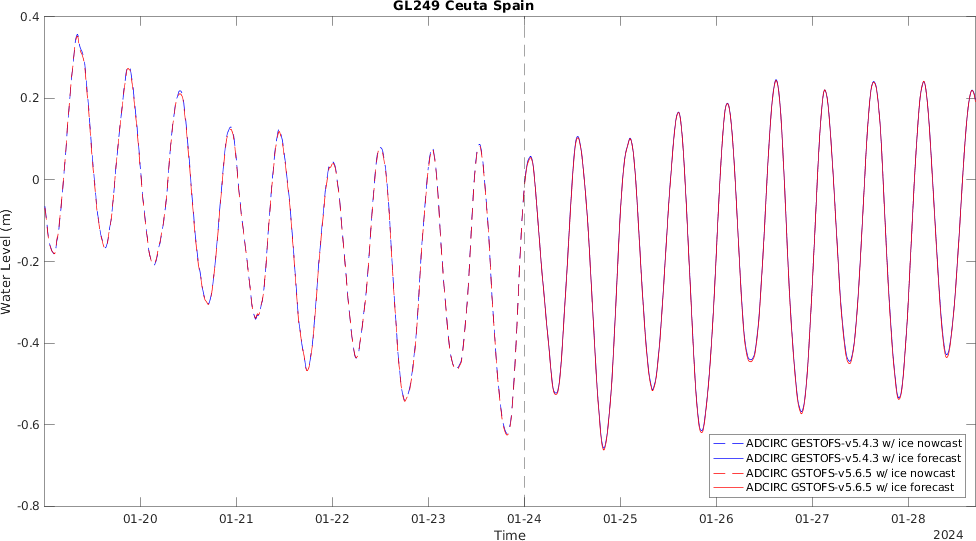 GL249 Ceuta Spain
Water Level (m)
0.4
0.2
0
-0.2
-0.4
-0.6
-0.8
ADCIRC GESTOFS-v5.4.3 w/ ice nowcast
ADCIRC GESTOFS-v5.4.3 w/ ice forecast
ADCIRC GSTOFS-v5.6.5 w/ ice nowcast
ADCIRC GSTOFS-v5.6.5 w/ ice forecast
01-20 01-21 01-22 01-23 01-24 01-25 01-26 01-27 01-28
Time
2024